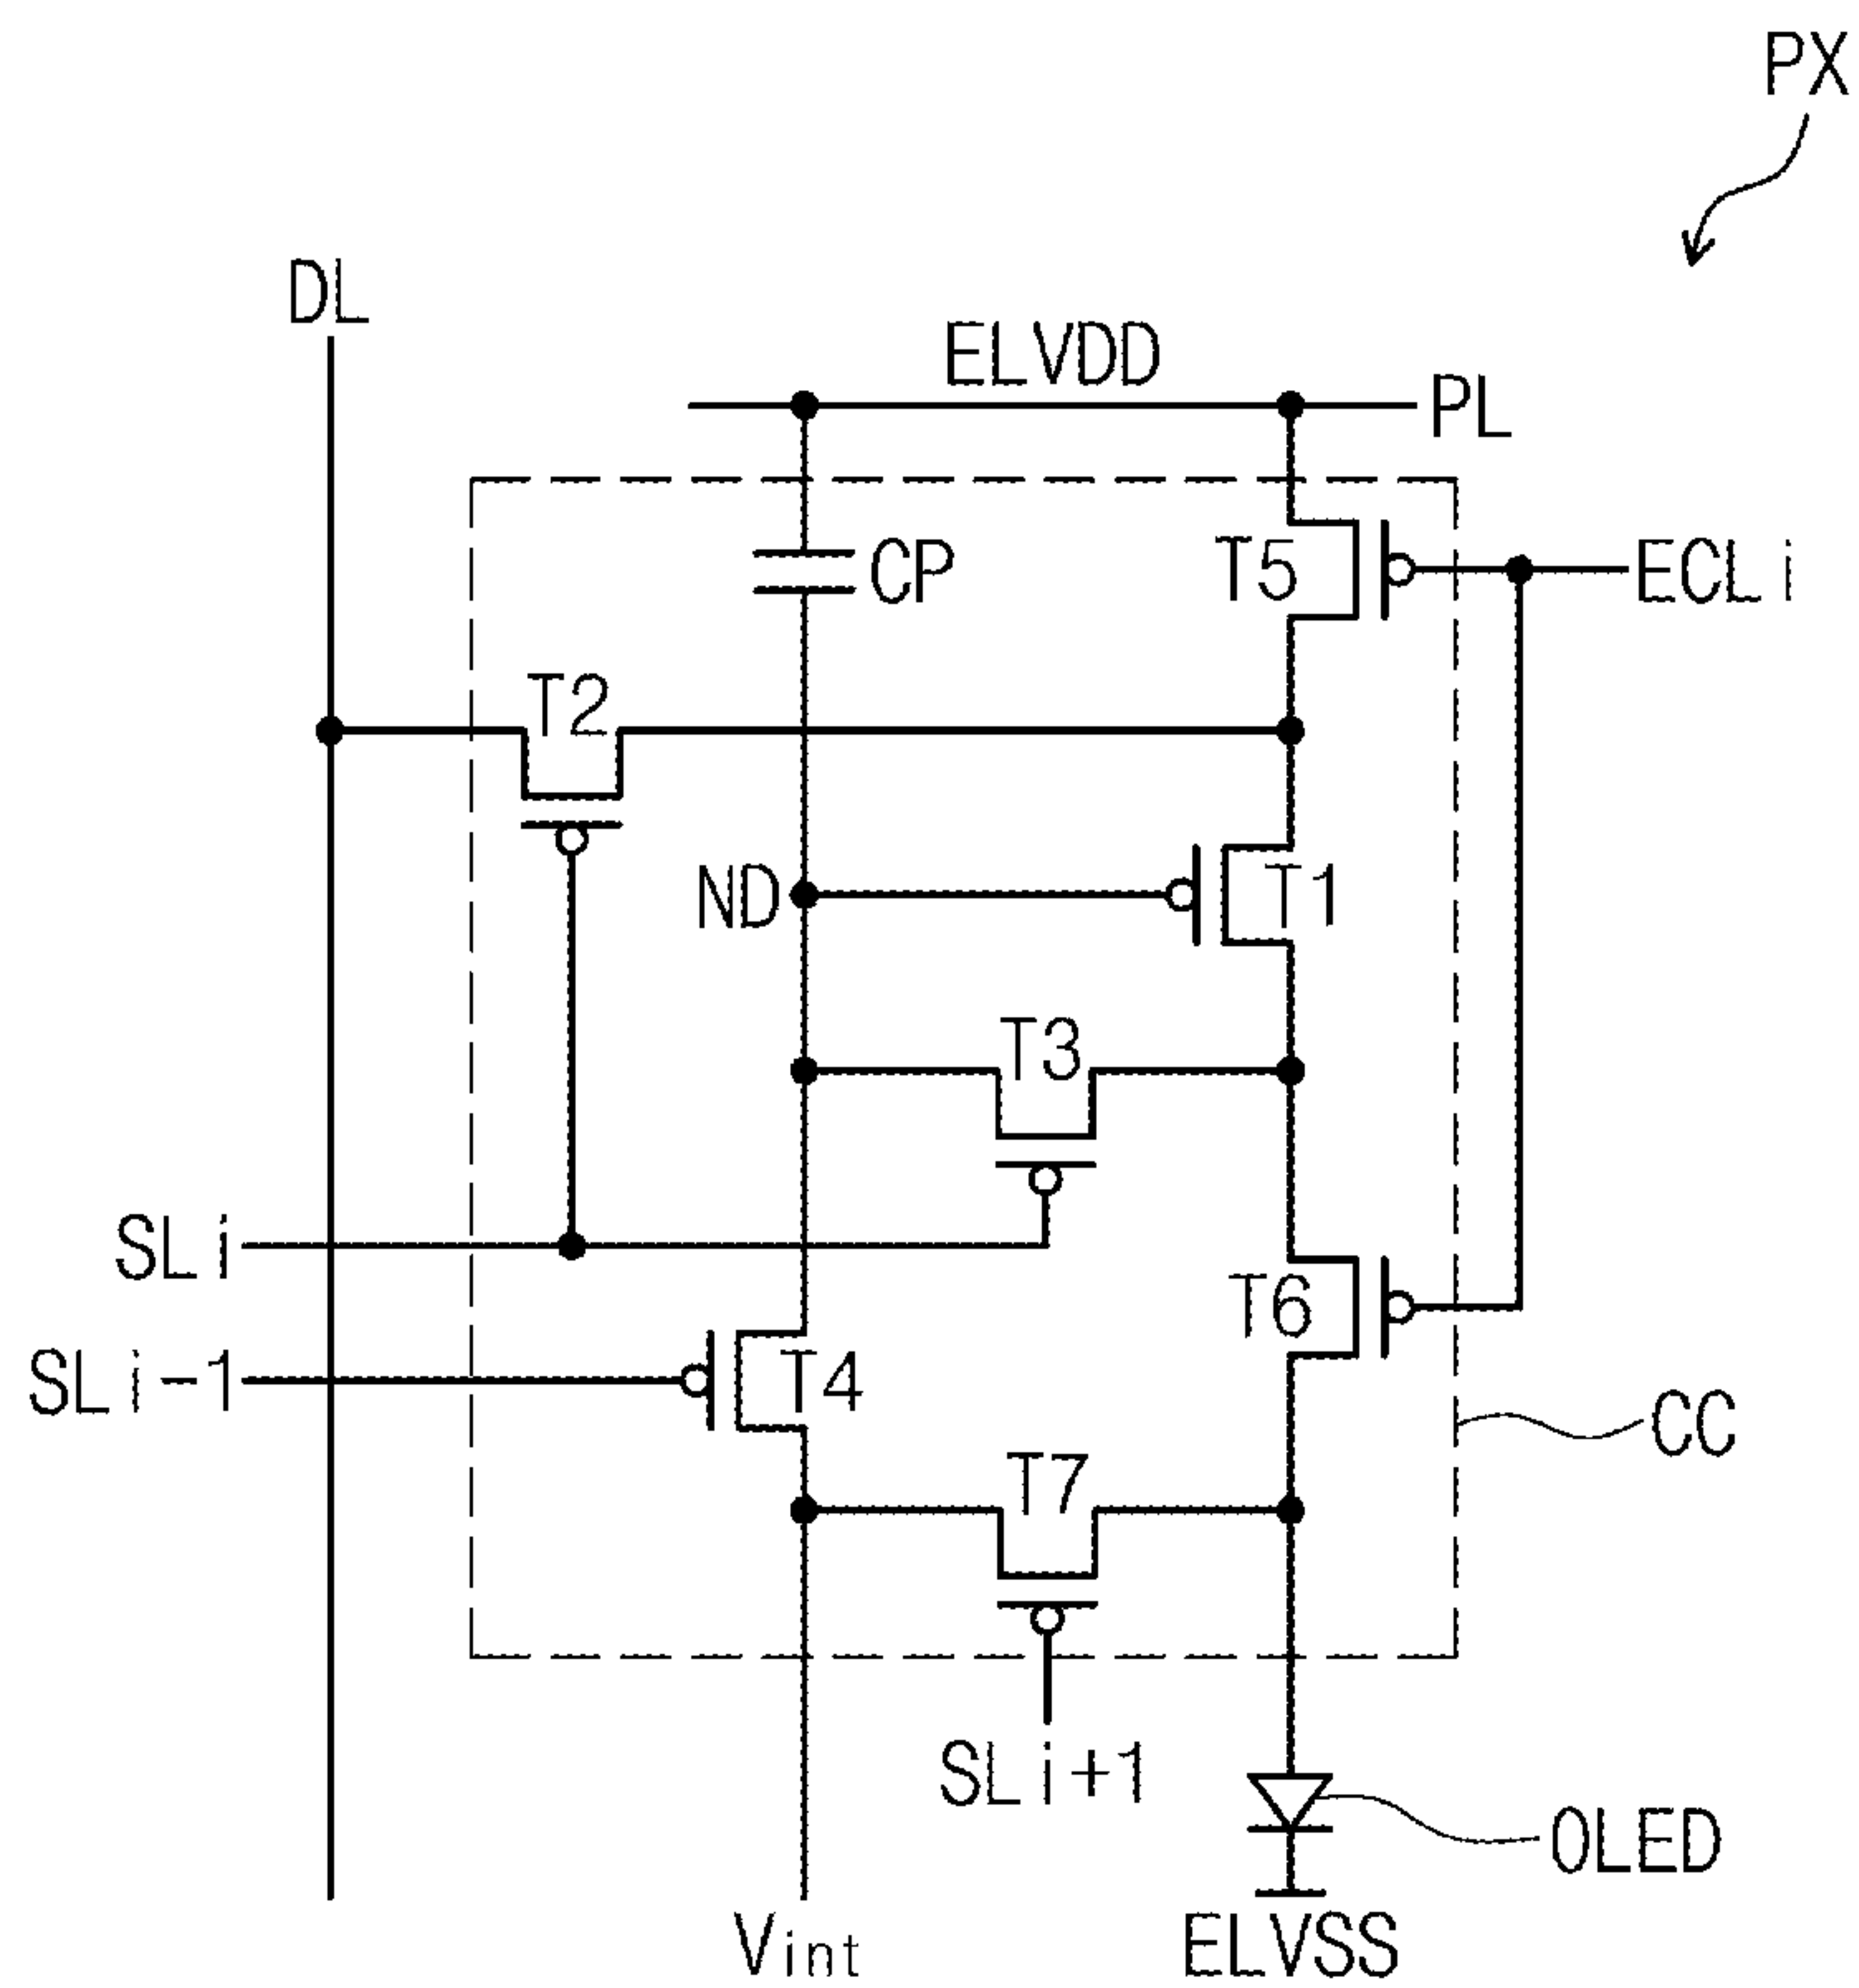 PX
DL
ELVDD
PL
CP
T5
ECLi
T2
ND
T1
T3
SLi
T6
SLi-1
T4
CC
T7
SLi+1
OLED
Vint
ELVSS